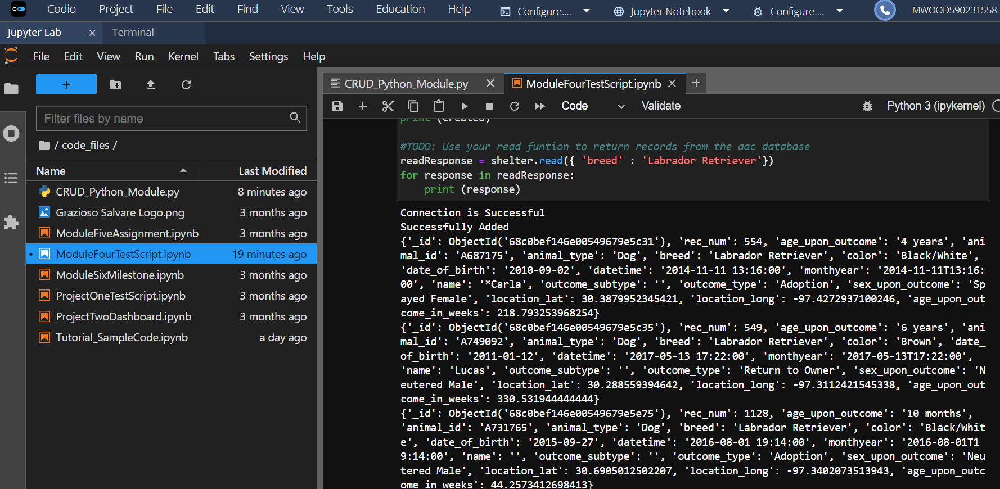 Codio Project File Edit Find View Tools Education Help Configure.... Jupyter Notebook Configure.... MWOOD590231558
Jupyter Lab Terminal
File Edit View Run Kernel Tabs Settings Help
CRUD_Python_Module.py ModuleFourTestScript.ipynb
Code Validate Python 3 (ipykernel)
Filter files by name
/ code_files /
Name Last Modified
CRUD_Python_Module.py 8 minutes ago
Grazioso Salvare Logo.png 3 months ago
ModuleFiveAssignment.ipynb 3 months ago
ModuleFourTestScript.ipynb 19 minutes ago
ModuleSixMilestone.ipynb 3 months ago
ProjectOneTestScript.ipynb 3 months ago
ProjectTwoDashboard.ipynb 3 months ago
Tutorial_SampleCode.ipynb a day ago
print (created)
#TODO: Use your read funtion to return records from the aac database
readResponse = shelter.read({ 'breed' : 'Labrador Retriever'})
for response in readResponse:
    print (response)
Connection is Successful
Successfully Added
{'_id': ObjectId('68c0bef146e00549679e5c31'), 'rec_num': 554, 'age_upon_outcome': '4 years', 'ani
mal_id': 'A687175', 'animal_type': 'Dog', 'breed': 'Labrador Retriever', 'color': 'Black/White',
'date_of_birth': '2010-09-02', 'datetime': '2014-11-11 13:16:00', 'monthyear': '2014-11-11T13:16:
00', 'name': '*Carla', 'outcome_subtype': '', 'outcome_type': 'Adoption', 'sex_upon_outcome': 'Sp
ayed Female', 'location_lat': 30.3879952345421, 'location_long': -97.4272937100246, 'age_upon_out
come_in_weeks': 218.793253968254}
{'_id': ObjectId('68c0bef146e00549679e5c35'), 'rec_num': 549, 'age_upon_outcome': '6 years', 'ani
mal_id': 'A749092', 'animal_type': 'Dog', 'breed': 'Labrador Retriever', 'color': 'Brown', 'date_
of_birth': '2011-01-12', 'datetime': '2017-05-13 17:22:00', 'monthyear': '2017-05-13T17:22:00',
'name': 'Lucas', 'outcome_subtype': '', 'outcome_type': 'Return to Owner', 'sex_upon_outcome': 'N
eutered Male', 'location_lat': 30.288559394642, 'location_long': -97.3112421545338, 'age_upon_out
come_in_weeks': 330.531944444444}
{'_id': ObjectId('68c0bef146e00549679e5e75'), 'rec_num': 1128, 'age_upon_outcome': '10 months',
'animal_id': 'A731765', 'animal_type': 'Dog', 'breed': 'Labrador Retriever', 'color': 'Black/Whit
e', 'date_of_birth': '2015-09-27', 'datetime': '2016-08-01 19:14:00', 'monthyear': '2016-08-01T1
9:14:00', 'name': '', 'outcome_subtype': '', 'outcome_type': 'Adoption', 'sex_upon_outcome': 'Neu
tered Male', 'location_lat': 30.6905012502207, 'location_long': -97.3402073513943, 'age_upon_outc
ome_in_weeks': 44.2573412698413}